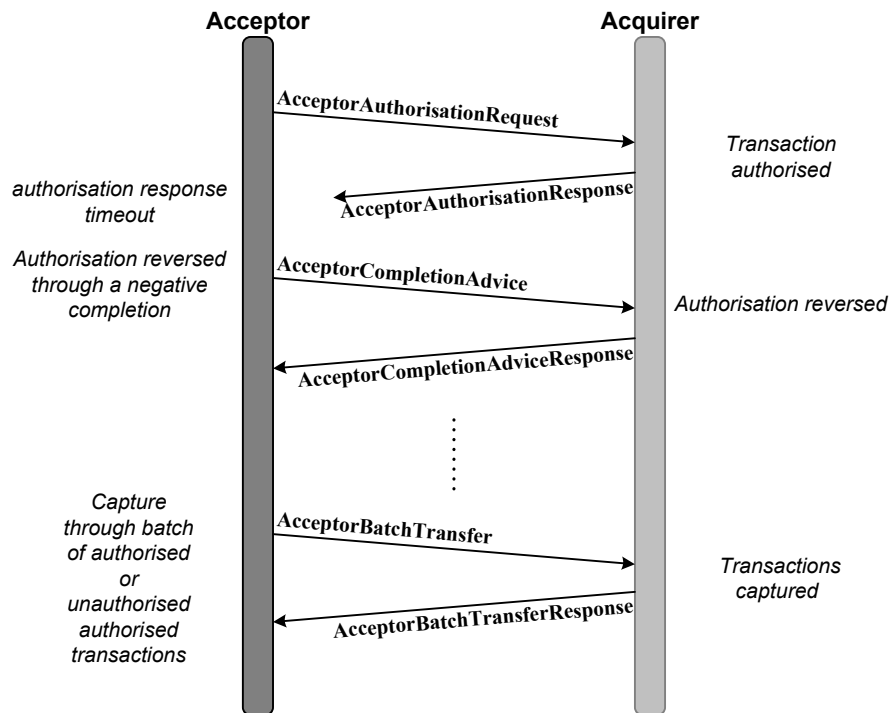 Acceptor
Acquirer
AcceptorAuthorisationRequest
Transaction
authorised
AcceptorAuthorisationResponse
authorisation response
timeout
Authorisation reversed
through a negative
completion
AcceptorCompletionAdvice
Authorisation reversed
AcceptorCompletionAdviceResponse
Capture
through batch
of authorised
or
unauthorised
authorised
transactions
AcceptorBatchTransfer
Transactions
captured
AcceptorBatchTransferResponse